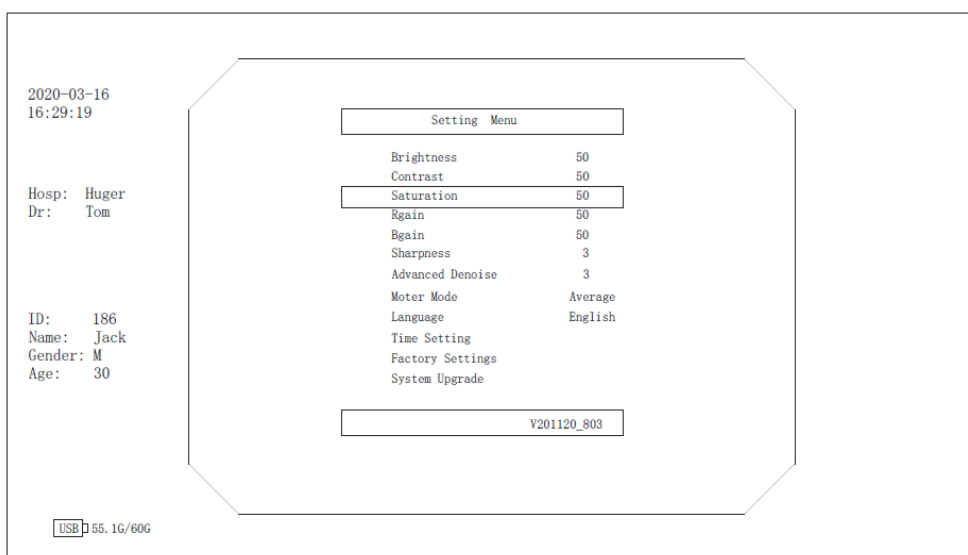 2020-03-16
16:29:19
Hosp: Huger
Dr: Tom
ID: 186
Name: Jack
Gender: M
Age: 30
USB 55.1G/60G
Setting Menu
Brightness 50
Contrast 50
Saturation 50
Rgain 50
Bgain 50
Sharpness 3
Advanced Denoise 3
Moter Mode Average
Language English
Time Setting
Factory Settings
System Upgrade
V201120_803